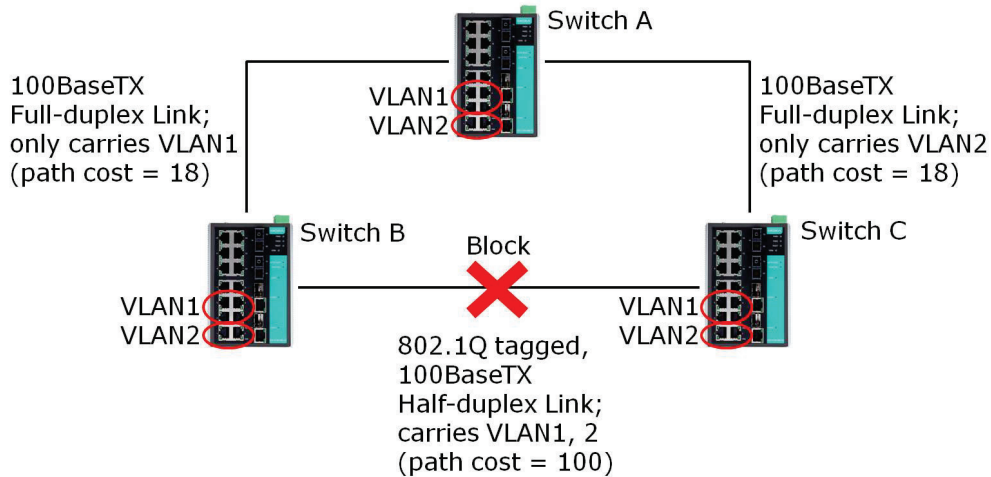 Switch A
100BaseTX
Full-duplex Link;
only carries VLAN1
(path cost = 18)
VLAN1
VLAN2
100BaseTX
Full-duplex Link;
only carries VLAN2
(path cost = 18)
Switch B
VLAN1
VLAN2
Block
Switch C
VLAN1
VLAN2
802.1Q tagged,
100BaseTX
Half-duplex Link;
carries VLAN1, 2
(path cost = 100)